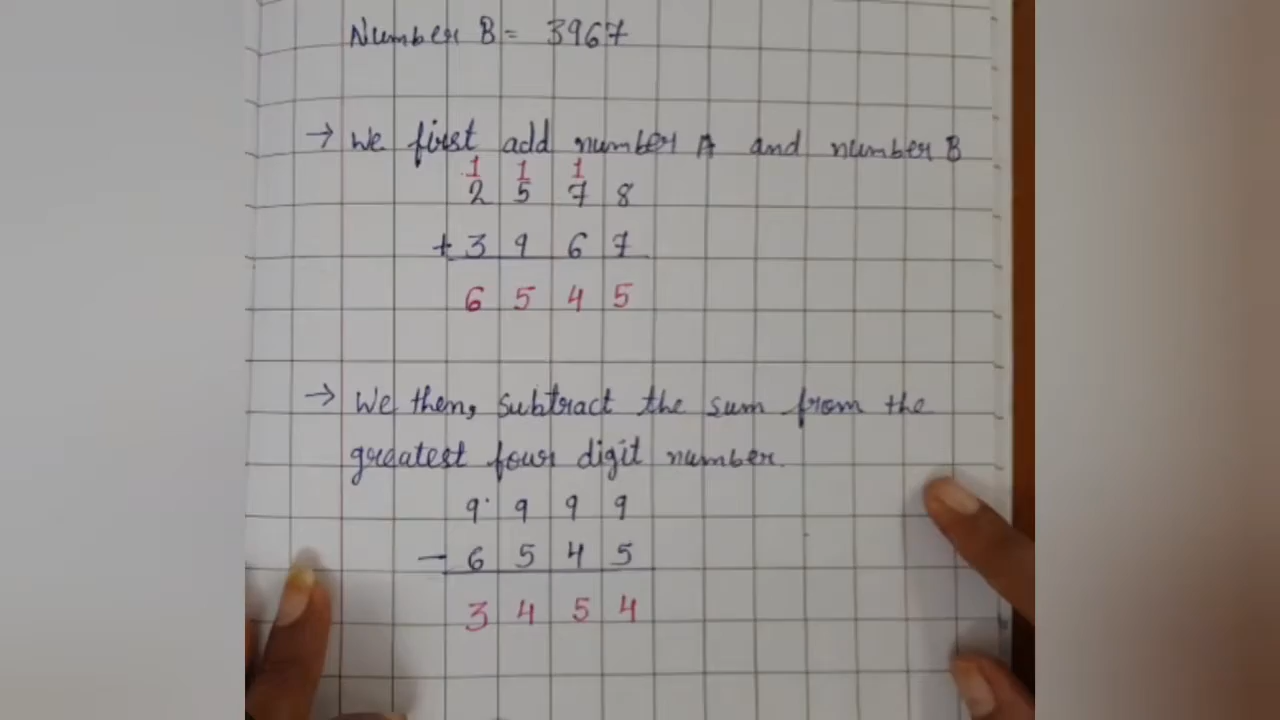 Number B = 3967
→ We first add number A and number B
1 1 1
2 5 7 8
+ 3 9 6 7
6 5 4 5
→ We then, subtract the sum from the
greatest four digit number.
9 9 9 9
- 6 5 4 5
3 4 5 4